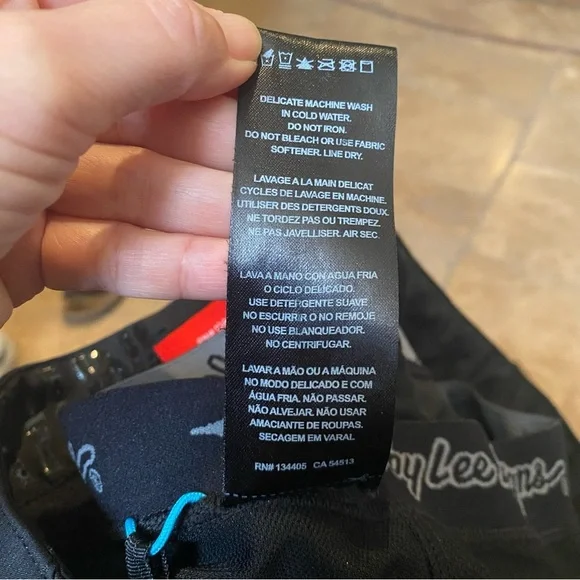 DELICATE MACHINE WASH
IN COLD WATER.
DO NOT IRON.
DO NOT BLEACH OR USE FABRIC
SOFTENER. LINE DRY.
LAVAGE A LA MAIN DELICAT
CYCLES DE LAVAGE EN MACHINE.
UTILISER DES DETERGENTS DOUX.
NE TORDEZ PAS OU TREMPEZ.
NE PAS JAVELLISER. AIR SEC.
LAVA A MANO CON AGUA FRIA
O CICLO DELICADO.
USE DETERGENTE SUAVE
NO ESCURRIR O NO REMOJE
NO USE BLANQUEADOR.
NO CENTRIFUGAR.
LAVAR A MÃO OU A MÁQUINA
NO MODO DELICADO E COM
ÁGUA FRIA. NÃO PASSAR.
NÃO ALVEJAR. NÃO USAR
AMACIANTE DE ROUPAS.
SECAGEM EM VARAL.
RN# 134405 CA 54513
Lee